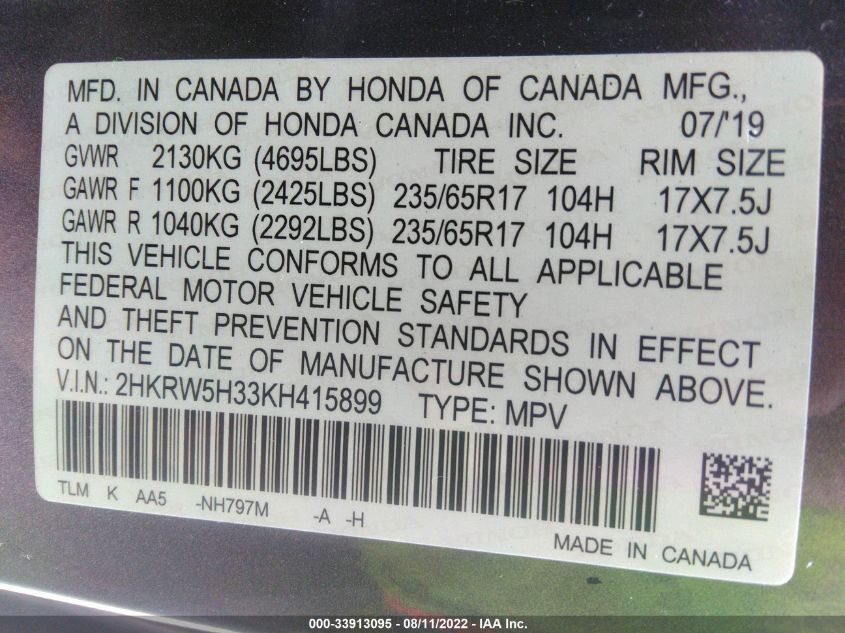 MFD. IN CANADA BY HONDA OF CANADA MFG.,
A DIVISION OF HONDA CANADA INC. 07/'19
GVWR 2130KG (4695LBS) TIRE SIZE RIM SIZE
GAWR F 1100KG (2425LBS) 235/65R17 104H 17X7.5J
GAWR R 1040KG (2292LBS) 235/65R17 104H 17X7.5J
THIS VEHICLE CONFORMS TO ALL APPLICABLE
FEDERAL MOTOR VEHICLE SAFETY
AND THEFT PREVENTION STANDARDS IN EFFECT
ON THE DATE OF MANUFACTURE SHOWN ABOVE.
V.I.N.: 2HKRW5H33KH415899 TYPE: MPV
TLM K AA5 -NH797M -A -H
MADE IN CANADA
000-33913095 - 08/11/2022 - IAA Inc.